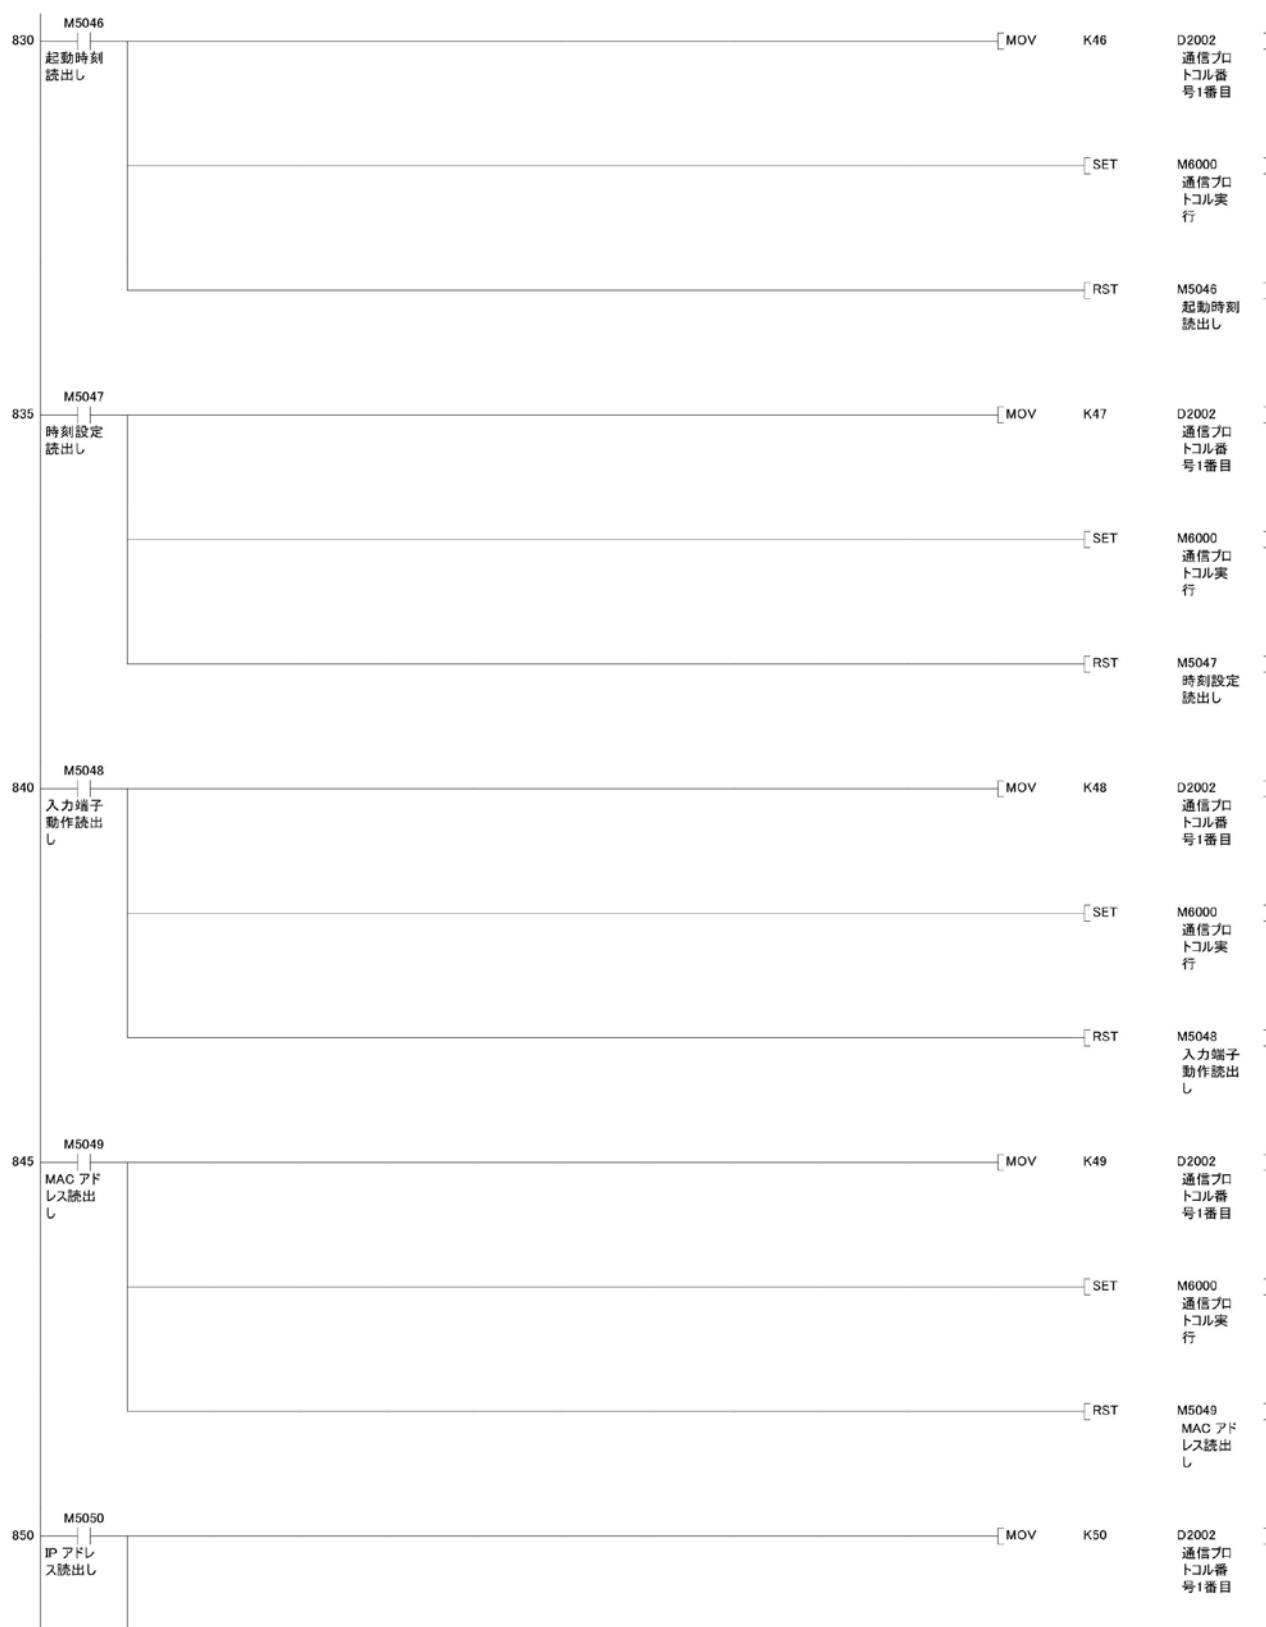 M5046
830
MOV K46 D2002
起動時刻
読出し
通信プロ
トコル番
号1番目
SET M6000
通信プロ
トコル実
行
RST M5046
起動時刻
読出し
M5047
835
MOV K47 D2002
時刻設定
読出し
通信プロ
トコル番
号1番目
SET M6000
通信プロ
トコル実
行
RST M5047
時刻設定
読出し
M5048
840
MOV K48 D2002
入力端子
動作読出
し
通信プロ
トコル番
号1番目
SET M6000
通信プロ
トコル実
行
RST M5048
入力端子
動作読出
し
M5049
845
MOV K49 D2002
MAC アド
レス読出
し
通信プロ
トコル番
号1番目
SET M6000
通信プロ
トコル実
行
RST M5049
MAC アド
レス読出
し
M5050
850
MOV K50 D2002
IP アドレ
ス読出し
通信プロ
トコル番
号1番目